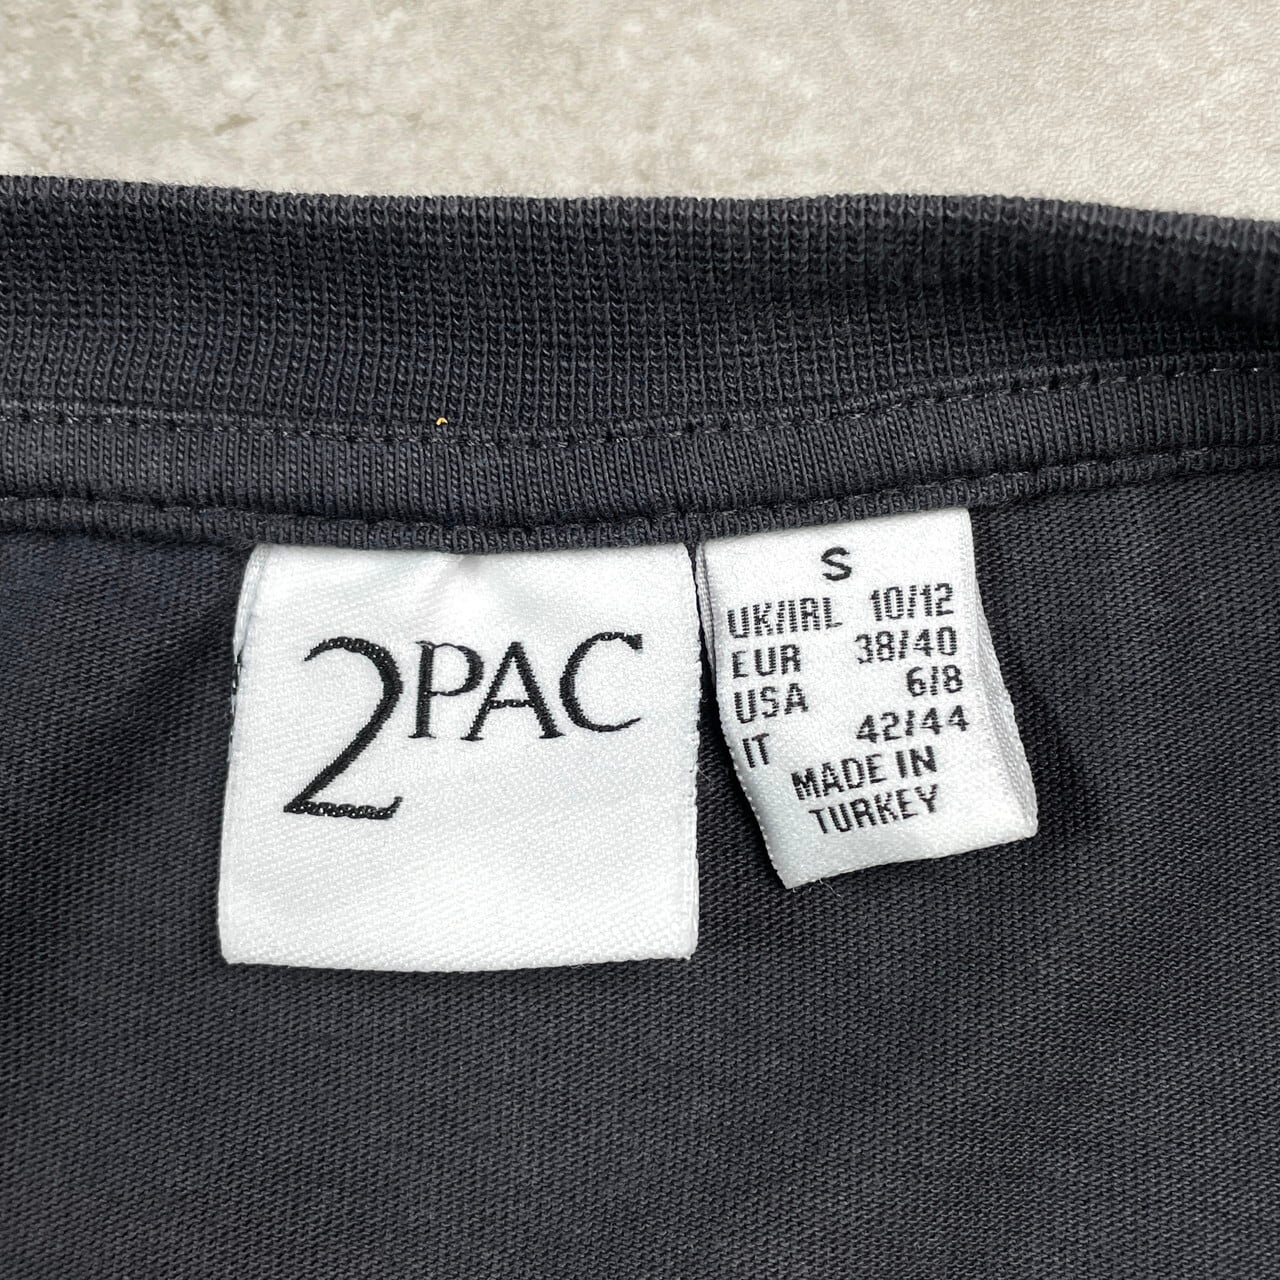 2PAC
S
UK/IRL 10/12
EUR 38/40
USA 6/8
IT 42/44
MADE IN
TURKEY